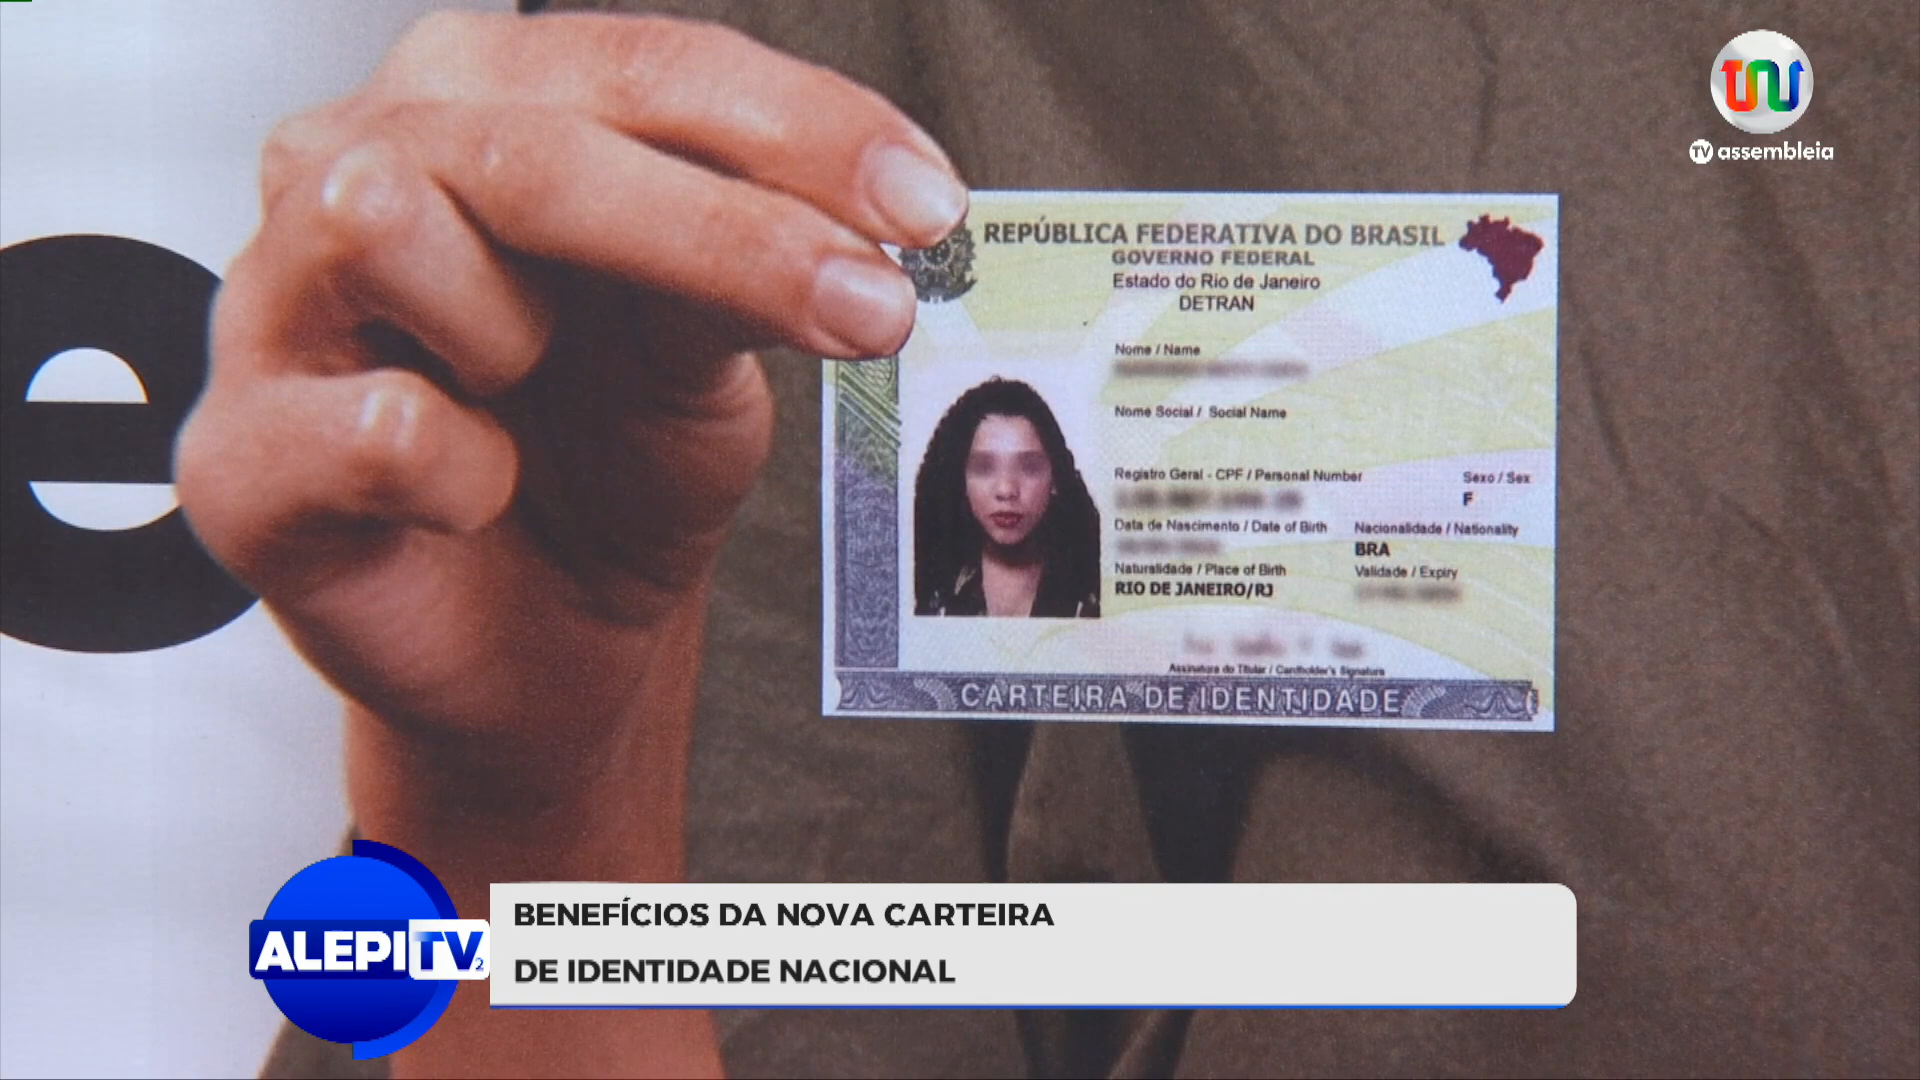 TV assembleia
e
REPÚBLICA FEDERATIVA DO BRASIL
GOVERNO FEDERAL
Estado do Rio de Janeiro
DETRAN
Nome / Name
Nome Social / Social Name
Registro Geral - CPF / Personal Number
Sexo / Sex
F
Data de Nascimento / Date of Birth
Nacionalidade / Nationality
BRA
Naturalidade / Place of Birth
Validade / Expiry
RIO DE JANEIRO/RJ
Assinatura do Titular / Cardholder's Signature
CARTEIRA DE IDENTIDADE
ALEPI TV 2
BENEFÍCIOS DA NOVA CARTEIRA
DE IDENTIDADE NACIONAL